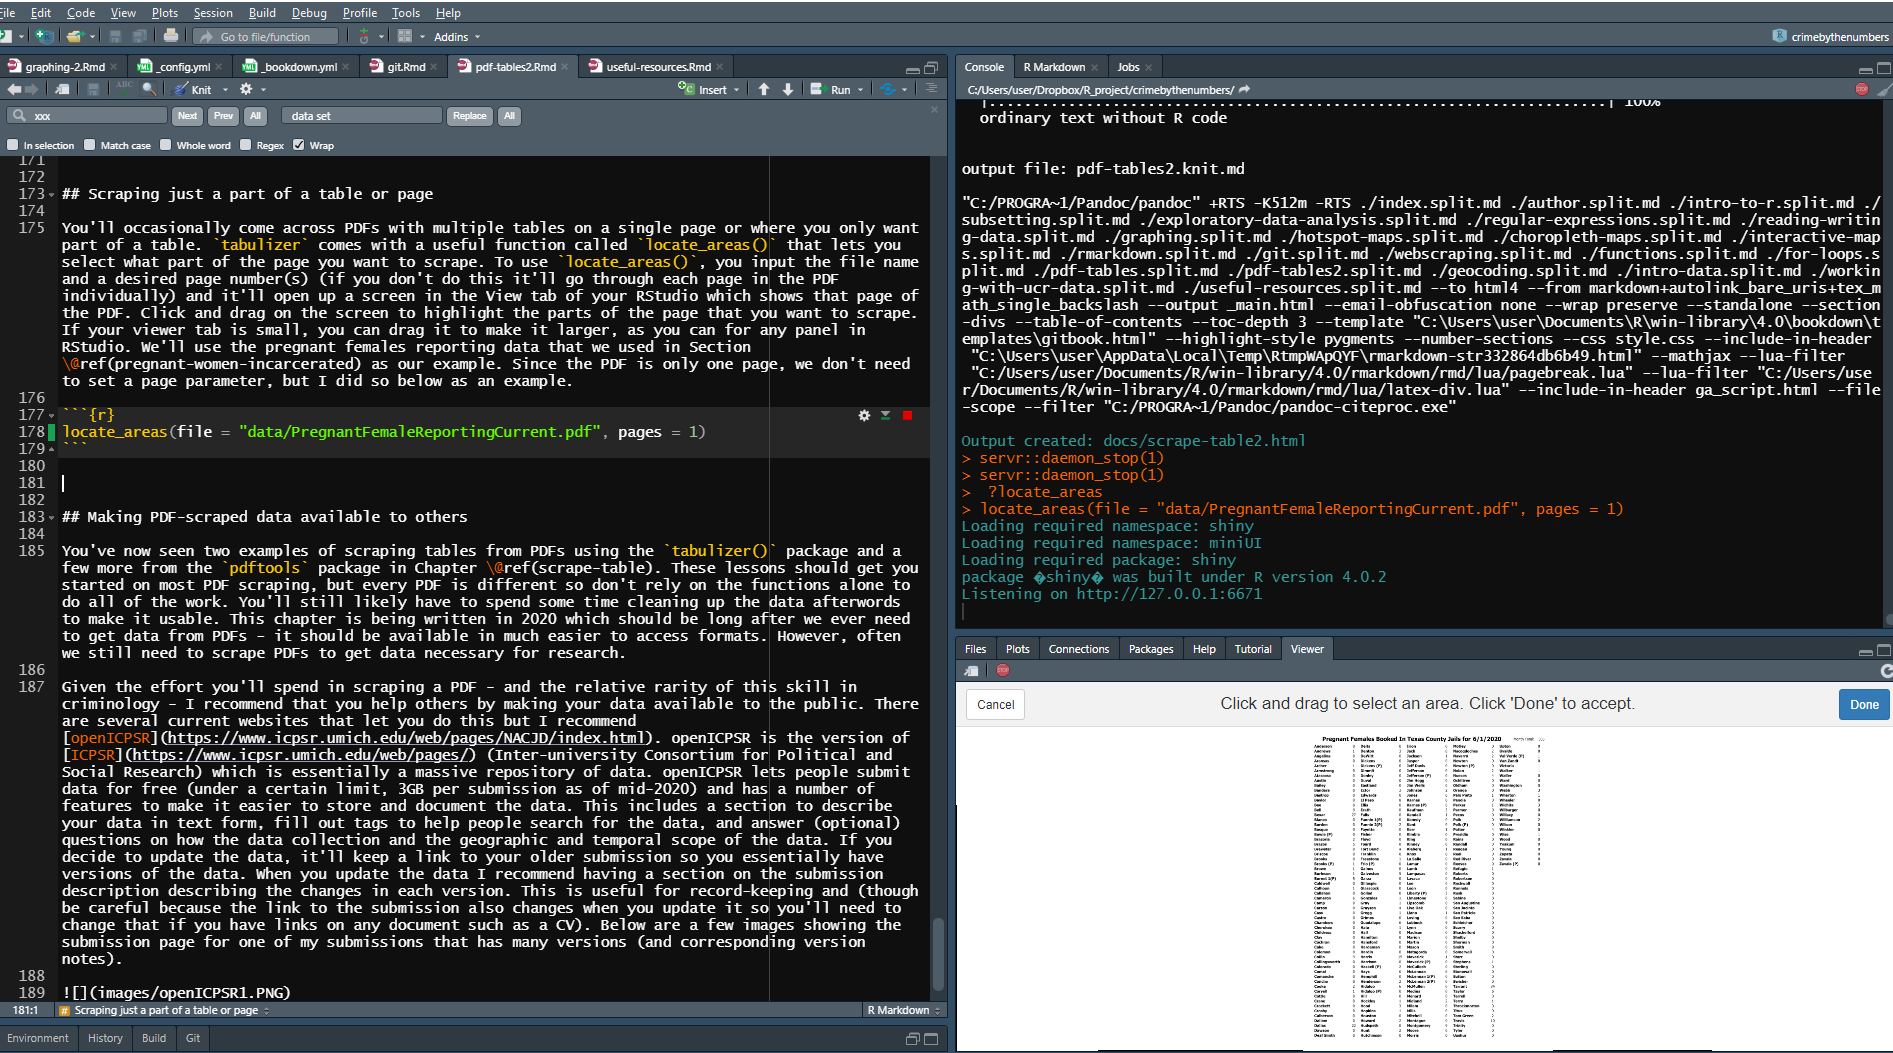 File Edit Code View Plots Session Build Debug Profile Tools Help
Go to file/function Addins crimebythenumbers
graphing-2.Rmd _config.yml _bookdown.yml git.Rmd pdf-tables2.Rmd useful-resources.Rmd
Knit Insert Run
xxx Next Prev All data set Replace All
In selection Match case Whole word Regex Wrap
171
172
173 ## Scraping just a part of a table or page
174
175 You'll occasionally come across PDFs with multiple tables on a single page or where you only want
part of a table. `tabulizer` comes with a useful function called `locate_areas()` that lets you
select what part of the page you want to scrape. To use `locate_areas()`, you input the file name
and a desired page number(s) (if you don't do this it'll go through each page in the PDF
individually) and it'll open up a screen in the View tab of your RStudio which shows that page of
the PDF. Click and drag on the screen to highlight the parts of the page that you want to scrape.
If your viewer tab is small, you can drag it to make it larger, as you can for any panel in
RStudio. We'll use the pregnant females reporting data that we used in Section
\@ref(pregnant-women-incarcerated) as our example. Since the PDF is only one page, we don't need
to set a page parameter, but I did so below as an example.
176
177 ```{r}
178 locate_areas(file = "data/PregnantFemaleReportingCurrent.pdf", pages = 1)
179 ```
180
181
182
183 ## Making PDF-scraped data available to others
184
185 You've now seen two examples of scraping tables from PDFs using the `tabulizer()` package and a
few more from the `pdftools` package in Chapter \@ref(scrape-table). These lessons should get you
started on most PDF scraping, but every PDF is different so don't rely on the functions alone to
do all of the work. You'll still likely have to spend some time cleaning up the data afterwords
to make it usable. This chapter is being written in 2020 which should be long after we ever need
to get data from PDFs - it should be available in much easier to access formats. However, often
we still need to scrape PDFs to get data necessary for research.
186
187 Given the effort you'll spend in scraping a PDF - and the relative rarity of this skill in
criminology - I recommend that you help others by making your data available to the public. There
are several current websites that let you do this but I recommend
[openICPSR](https://www.icpsr.umich.edu/web/pages/NACJD/index.html). openICPSR is the version of
[ICPSR](https://www.icpsr.umich.edu/web/pages/) (Inter-university Consortium for Political and
Social Research) which is essentially a massive repository of data. openICPSR lets people submit
data for free (under a certain limit, 3GB per submission as of mid-2020) and has a number of
features to make it easier to store and document the data. This includes a section to describe
your data in text form, fill out tags to help people search for the data, and answer (optional)
questions on how the data collection and the geographic and temporal scope of the data. If you
decide to update the data, it'll keep a link to your older submission so you essentially have
versions of the data. When you update the data I recommend having a section on the submission
description describing the changes in each version. This is useful for record-keeping and (though
be careful because the link to the submission also changes when you update it so you'll need to
change that if you have links on any document such as a CV). Below are a few images showing the
submission page for one of my submissions that has many versions (and corresponding version
notes).
188
189 ![](images/openICPSR1.PNG)
181:1 Scraping just a part of a table or page R Markdown
Environment History Build Git
Console R Markdown Jobs
C:/Users/user/Dropbox/R_project/crimebythenumbers/
|......................................................................| 100%
ordinary text without R code
output file: pdf-tables2.knit.md
"C:/PROGRA~1/Pandoc/pandoc" +RTS -K512m -RTS ./index.split.md ./author.split.md ./intro-to-r.split.md ./
subsetting.split.md ./exploratory-data-analysis.split.md ./regular-expressions.split.md ./reading-writin
g-data.split.md ./graphing.split.md ./hotspot-maps.split.md ./choropleth-maps.split.md ./interactive-map
s.split.md ./rmarkdown.split.md ./git.split.md ./webscraping.split.md ./functions.split.md ./for-loops.s
plit.md ./pdf-tables.split.md ./pdf-tables2.split.md ./geocoding.split.md ./intro-data.split.md ./workin
g-with-ucr-data.split.md ./useful-resources.split.md --to html4 --from markdown+autolink_bare_uris+tex_m
ath_single_backslash --output _main.html --email-obfuscation none --wrap preserve --standalone --section
-divs --table-of-contents --toc-depth 3 --template "C:\Users\user\Documents\R\win-library\4.0\bookdown\t
emplates\gitbook.html" --highlight-style pygments --number-sections --css style.css --include-in-header
"C:\Users\user\AppData\Local\Temp\RtmpWApQYF\rmarkdown-str332864db6b49.html" --mathjax --lua-filter
"C:/Users/user/Documents/R/win-library/4.0/rmarkdown/rmd/lua/pagebreak.lua" --lua-filter "C:/Users/use
r/Documents/R/win-library/4.0/rmarkdown/rmd/lua/latex-div.lua" --include-in-header ga_script.html --file
-scope --filter "C:/PROGRA~1/Pandoc/pandoc-citeproc.exe"
Output created: docs/scrape-table2.html
> servr::daemon_stop(1)
> servr::daemon_stop(1)
> ?locate_areas
> locate_areas(file = "data/PregnantFemaleReportingCurrent.pdf", pages = 1)
Loading required namespace: shiny
Loading required namespace: miniUI
Loading required package: shiny
package �shiny� was built under R version 4.0.2
Listening on http://127.0.0.1:6671
Files Plots Connections Packages Help Tutorial Viewer
Cancel Click and drag to select an area. Click 'Done' to accept. Done
Pregnant Females Booked In Texas County Jails for 6/1/2020